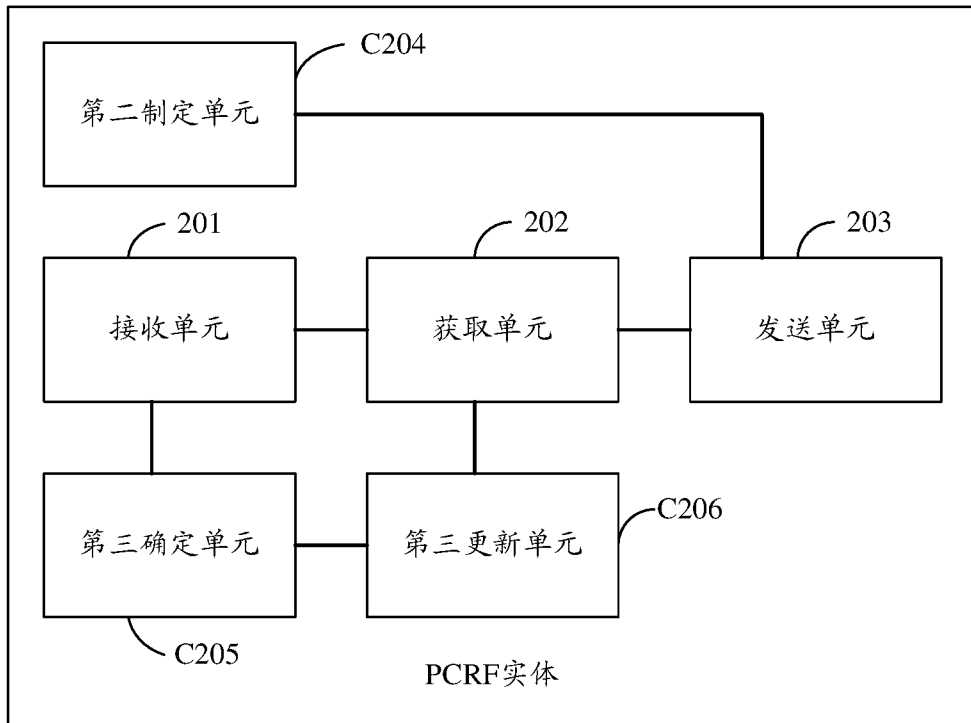 C204
第二制定单元
201
202
203
接收单元
获取单元
发送单元
第三确定单元
第三更新单元
C206
C205
PCRF实体